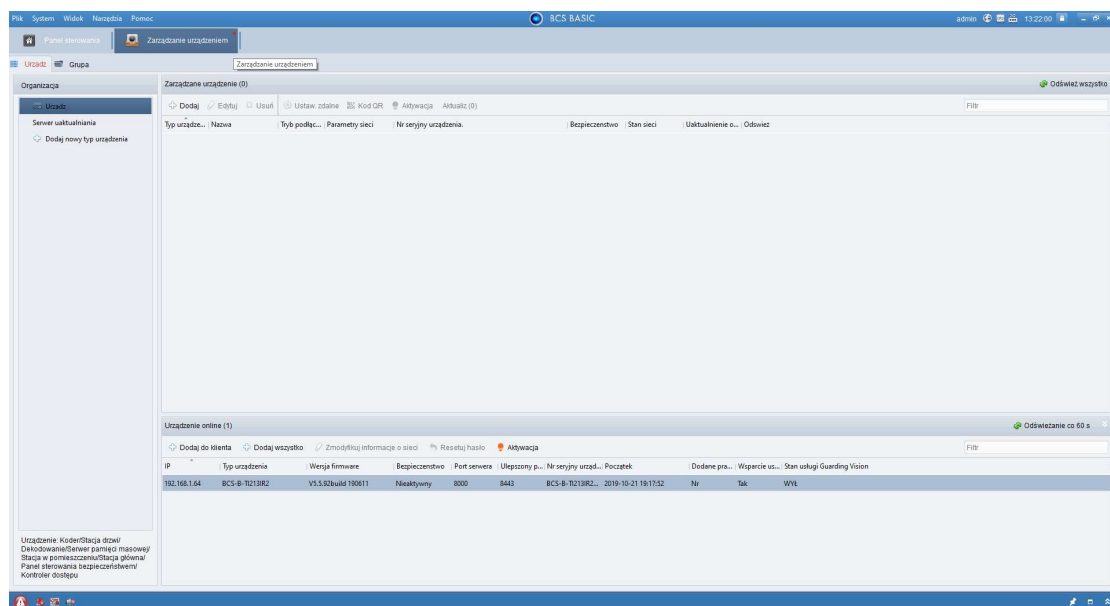 Plik System Widok Narzędzia Pomoc
BCS BASIC
admin 13:22:00
Panel sterowania
Zarządzanie urządzeniem
Urzadz Grupa
Zarządzanie urządzeniem
Organizacja
Urzadz
Serwer uaktualniania
Dodaj nowy typ urządzenia
Zarządzane urządzenie (0)
Odśwież wszystko
Dodaj Edytuj Usuń Ustaw. zdalne Kod QR Aktywacja Aktualiz (0)
Filtr
Typ urządze... Nazwa Tryb podłąc... Parametry sieci Nr seryjny urządzenia. Bezpieczenstwo Stan sieci Uaktualnienie o... Odswiez
Urządzenie online (1)
Odświeżanie co 60 s
Dodaj do klienta Dodaj wszystko Zmodyfikuj informacje o sieci Resetuj hasło Aktywacja
Filtr
IP Typ urządzenia Wersja firmware Bezpieczenstwo Port serwera Ulepszony p... Nr seryjny urząd... Początek Dodane pra... Wsparcie us... Stan usługi Guarding Vision
192.168.1.64 BCS-B-TI213IR2 V5.5.92build 190611 Nieaktywny 8000 8443 BCS-B-TI213IR2... 2019-10-21 19:17:52 Nr Tak WYŁ
Urządzenie: Koder/Stacja drzwi/
Dekodowanie/Serwer pamięci masowej/
Stacja w pomieszczeniu/Stacja główna/
Panel sterowania bezpieczeństwem/
Kontroler dostępu